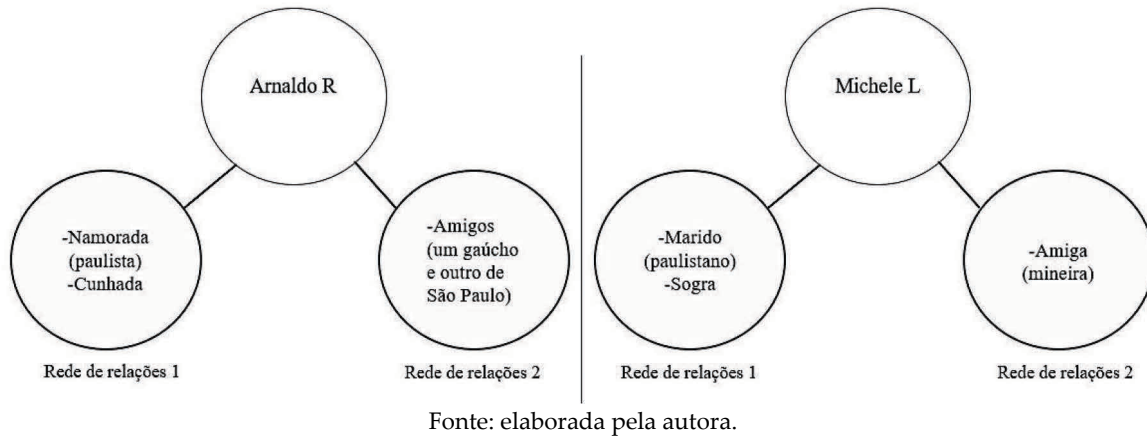 Arnaldo R
-Namorada
(paulista)
-Cunhada
-Amigos
(um gaúcho
e outro de
São Paulo)
Rede de relações 1
Rede de relações 2
Michele L
-Marido
(paulistano)
-Sogra
-Amiga
(mineira)
Rede de relações 1
Rede de relações 2
Fonte: elaborada pela autora.